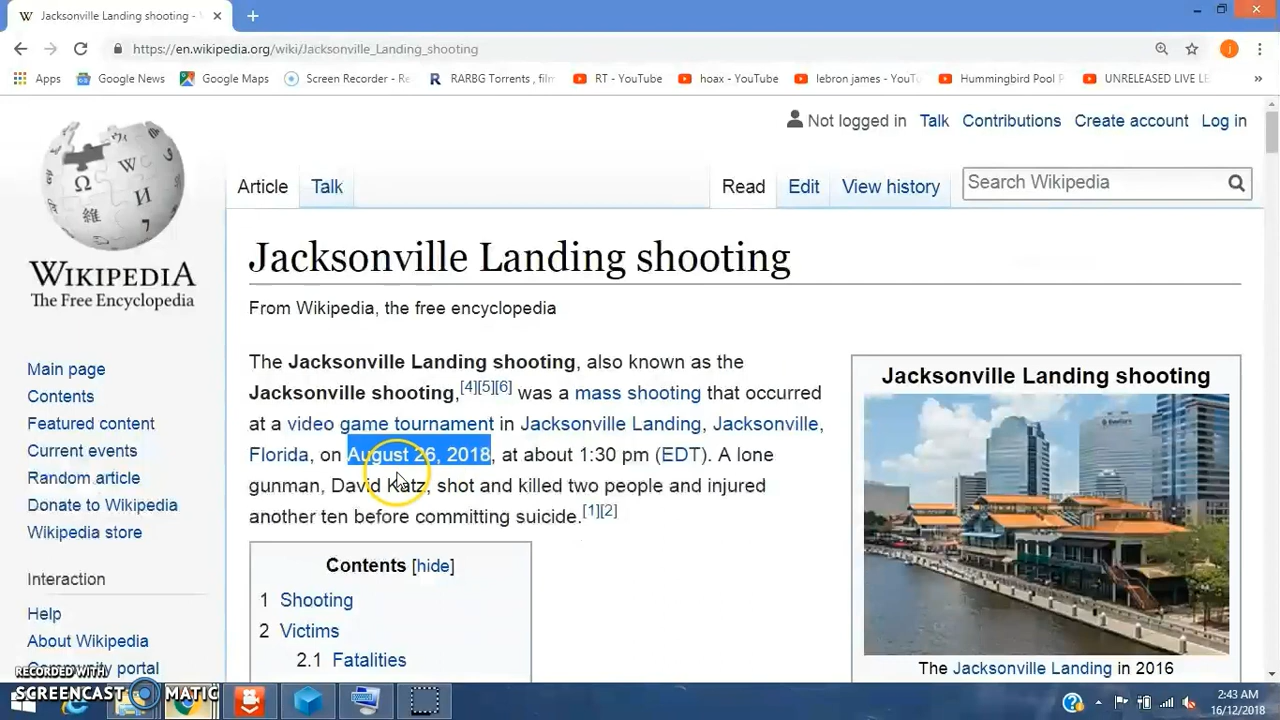 Jacksonville Landing shooting -
https://en.wikipedia.org/wiki/Jacksonville_Landing_shooting
Apps Google News Google Maps Screen Recorder - Re RARBG Torrents , film RT - YouTube hoax - YouTube lebron james - YouTu Hummingbird Pool P UNRELEASED LIVE LE »
Not logged in Talk Contributions Create account Log in
Article Talk Read Edit View history Search Wikipedia
WIKIPEDIA
The Free Encyclopedia
Jacksonville Landing shooting
From Wikipedia, the free encyclopedia
The Jacksonville Landing shooting, also known as the
Jacksonville shooting,[4][5][6] was a mass shooting that occurred
at a video game tournament in Jacksonville Landing, Jacksonville,
Florida, on August 26, 2018, at about 1:30 pm (EDT). A lone
gunman, David Katz, shot and killed two people and injured
another ten before committing suicide.[1][2]
Contents [hide]
1 Shooting
2 Victims
2.1 Fatalities
Jacksonville Landing shooting
The Jacksonville Landing in 2016
Main page
Contents
Featured content
Current events
Random article
Donate to Wikipedia
Wikipedia store
Interaction
Help
About Wikipedia
Community portal
RECORDED WITH
SCREENCAST MATIC
2:43 AM
16/12/2018